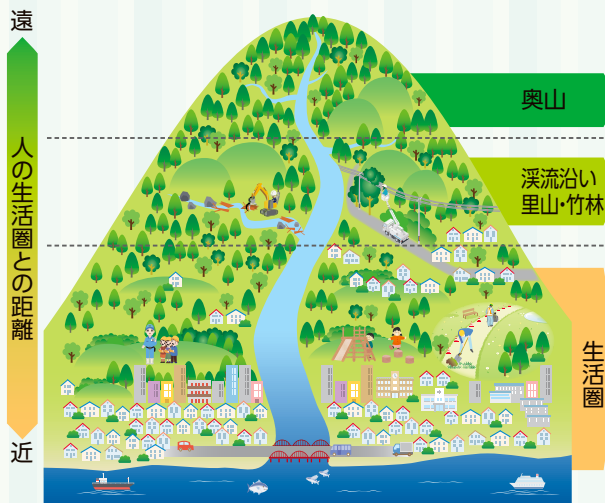 遠
人の生活圏との距離
近
奥山
渓流沿い
里山・竹林
生活圏